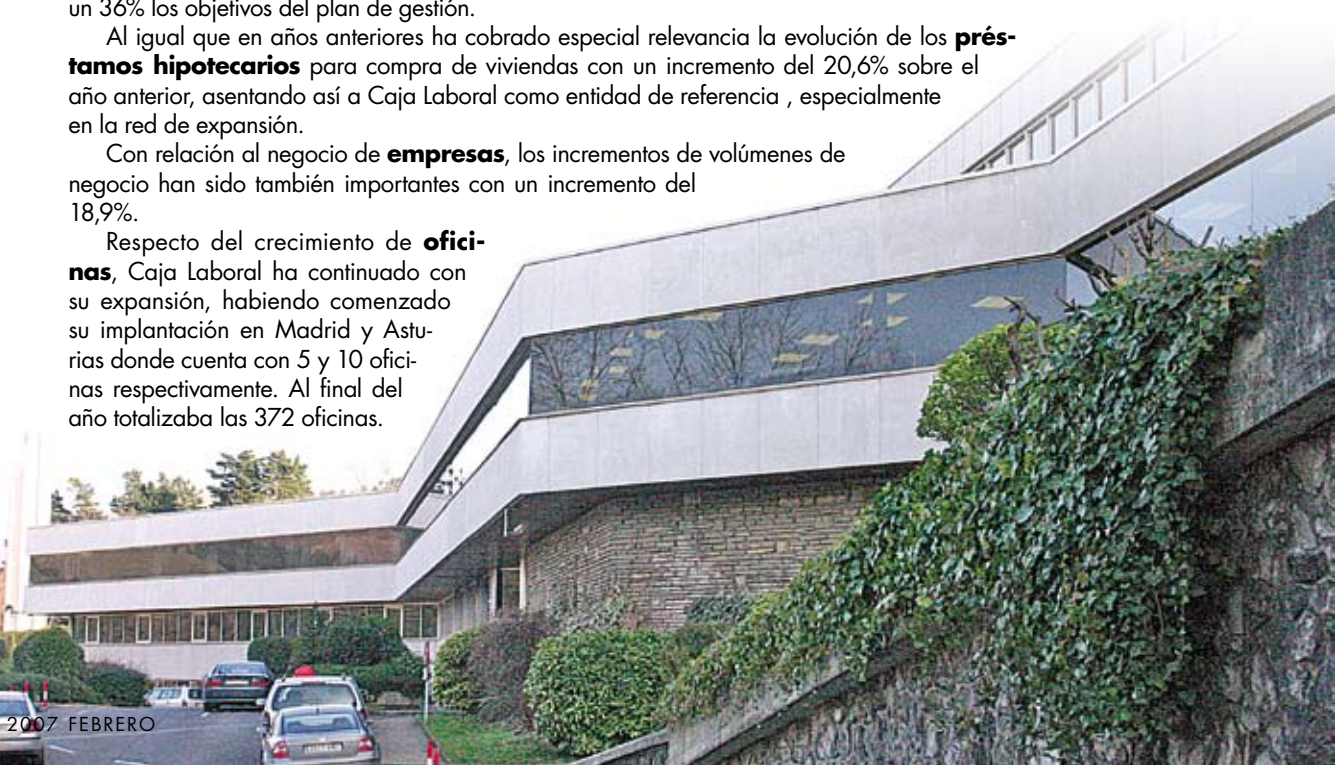 un 36% los objetivos del plan de gestión.
Al igual que en años anteriores ha cobrado especial relevancia la evolución de los prés-
tamos hipotecarios para compra de viviendas con un incremento del 20,6% sobre el
año anterior, asentando así a Caja Laboral como entidad de referencia , especialmente
en la red de expansión.
Con relación al negocio de empresas, los incrementos de volúmenes de
negocio han sido también importantes con un incremento del
18,9%.
Respecto del crecimiento de ofici-
nas, Caja Laboral ha continuado con
su expansión, habiendo comenzado
su implantación en Madrid y Astu-
rias donde cuenta con 5 y 10 ofici-
nas respectivamente. Al final del
año totalizaba las 372 oficinas.
2007 FEBRERO